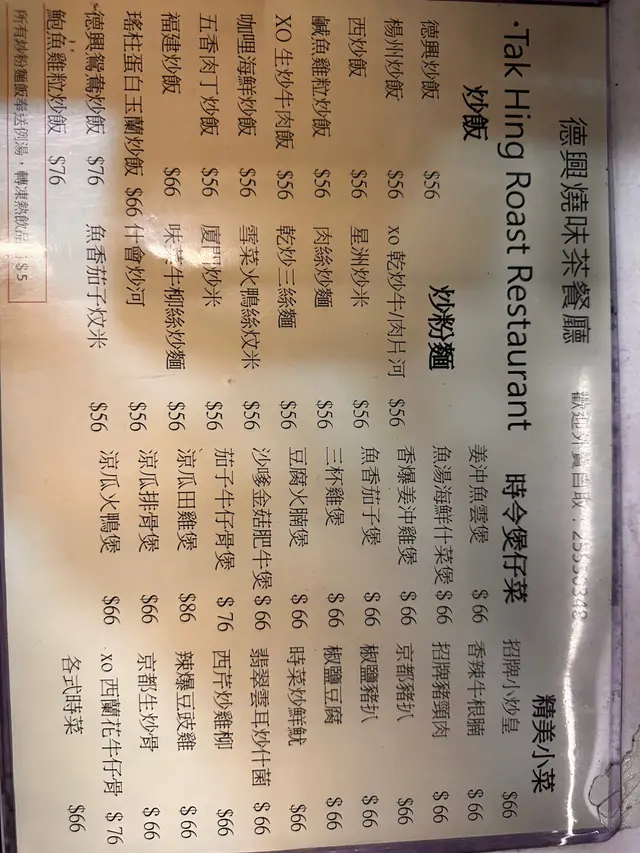 德興燒味茶餐廳
歡迎外賣自取:
·Tak Hing Roast Restaurant
炒飯
德興炒飯 $56
楊州炒飯 $56
西炒飯 $56
鹹魚雞粒炒飯 $56
XO生炒牛肉飯 $56
咖哩海鮮炒飯 $56
五香肉丁炒飯 $56
福建炒飯 $66
瑤柱蛋白玉蘭炒飯 $66
德興鴛鴦炒飯 $76
鮑魚雞粒炒飯 $76
炒粉麵
xo 乾炒牛/肉片河 $56
星洲炒米 $56
肉絲炒麵 $56
乾炒三絲麵 $56
雪菜火鴨絲炆米 $56
廈門炒米 $56
味菜牛柳絲炒麵 $56
什會炒河 $56
魚香茄子炆米 $56
時令煲仔菜
姜沖魚雲煲 $66
魚湯海鮮什菜煲 $66
香爆姜沖雞煲 $66
魚香茄子煲 $66
三杯雞煲 $66
豆腐火腩煲 $66
沙嗲金菇肥牛煲 $66
茄子牛仔骨煲 $76
涼瓜田雞煲 $86
涼瓜排骨煲 $66
涼瓜火鴨煲 $66
精美小菜
招牌小炒皇 $66
香辣牛根腩 $66
招牌豬頸肉 $66
京都豬扒 $66
椒鹽豬扒 $66
椒鹽豆腐 $66
時菜炒鮮魷 $66
翡翠雲耳炒什菌 $66
西芹炒雞柳 $66
辣爆豆豉雞 $66
京都生炒骨 $66
xo 西蘭花牛仔骨 $76
各式時菜 $66
所有炒粉麵飯奉送例湯,轉凍熱飲品 $5